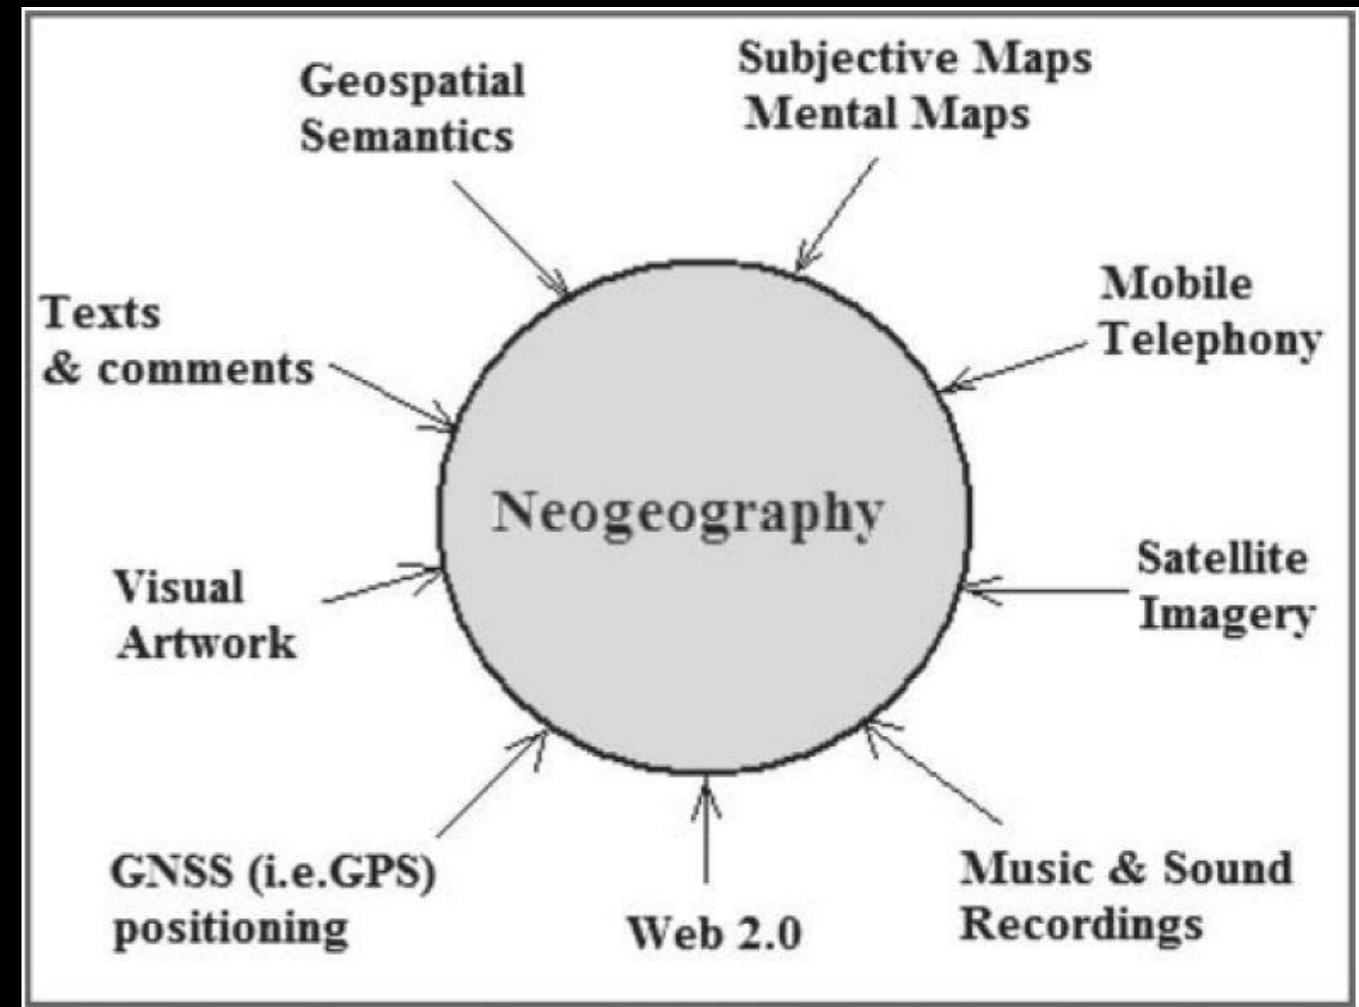 Geospatial
Semantics
Subjective Maps
Mental Maps
Mobile
Telephony
Texts
& comments
Neogeography
Satellite
Imagery
Visual
Artwork
GNSS (i.e.GPS)
positioning
Web 2.0
Music & Sound
Recordings